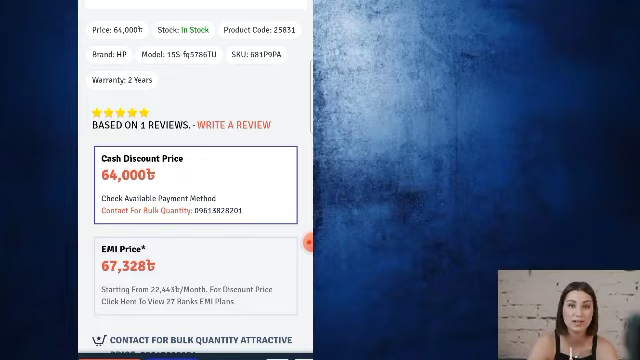 Price: 64,000৳ Stock: In Stock Product Code: 25831
Brand: HP Model: 15S-fq5786TU SKU: 681P9PA
Warranty: 2 Years
BASED ON 1 REVIEWS. - WRITE A REVIEW
Cash Discount Price
64,000৳
Check Available Payment Method
Contact For Bulk Quantity: 09613828201
EMI Price*
67,328৳
Starting From 22,443৳/Month. For Discount Price
Click Here To View 27 Banks EMI Plans
CONTACT FOR BULK QUANTITY ATTRACTIVE